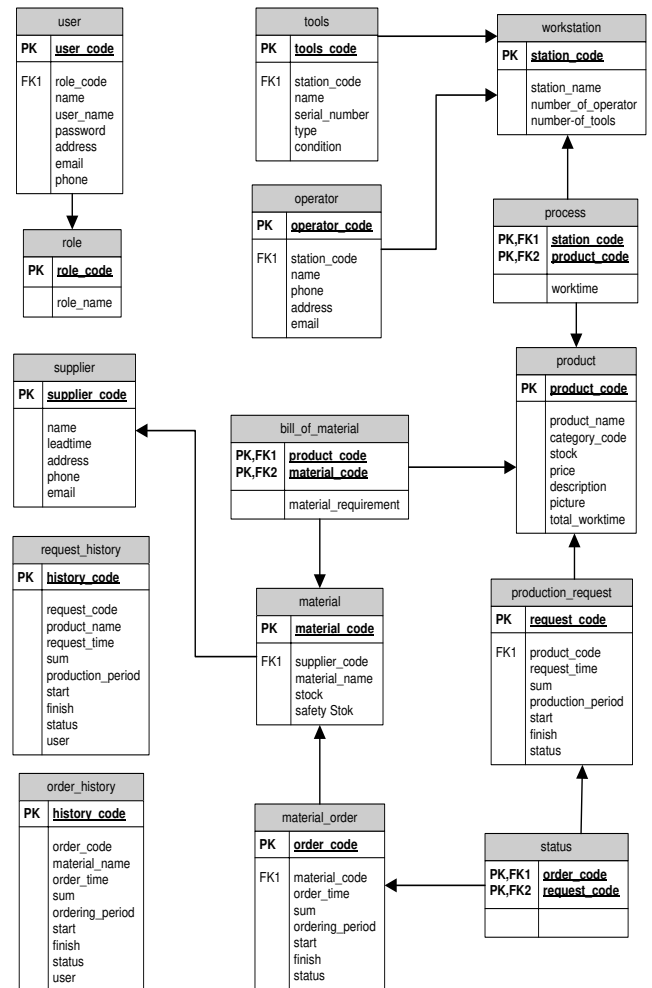 user
PK user_code
FK1 role_code
name
user_name
password
address
email
phone
role
PK role_code
role_name
tools
PK tools_code
FK1 station_code
name
serial_number
type
condition
operator
PK operator_code
FK1 station_code
name
phone
address
email
workstation
PK station_code
station_name
number_of_operator
number-of_tools
process
PK,FK1 station_code
PK,FK2 product_code
worktime
product
PK product_code
product_name
category_code
stock
price
description
picture
total_worktime
supplier
PK supplier_code
name
leadtime
address
phone
email
bill_of_material
PK,FK1 product_code
PK,FK2 material_code
material_requirement
request_history
PK history_code
request_code
product_name
request_time
sum
production_period
start
finish
status
user
material
PK material_code
FK1 supplier_code
material_name
stock
safety Stok
production_request
PK request_code
FK1 product_code
request_time
sum
production_period
start
finish
status
order_history
PK history_code
order_code
material_name
order_time
sum
ordering_period
start
finish
status
user
material_order
PK order_code
FK1 material_code
order_time
sum
ordering_period
start
finish
status
status
PK,FK1 order_code
PK,FK2 request_code